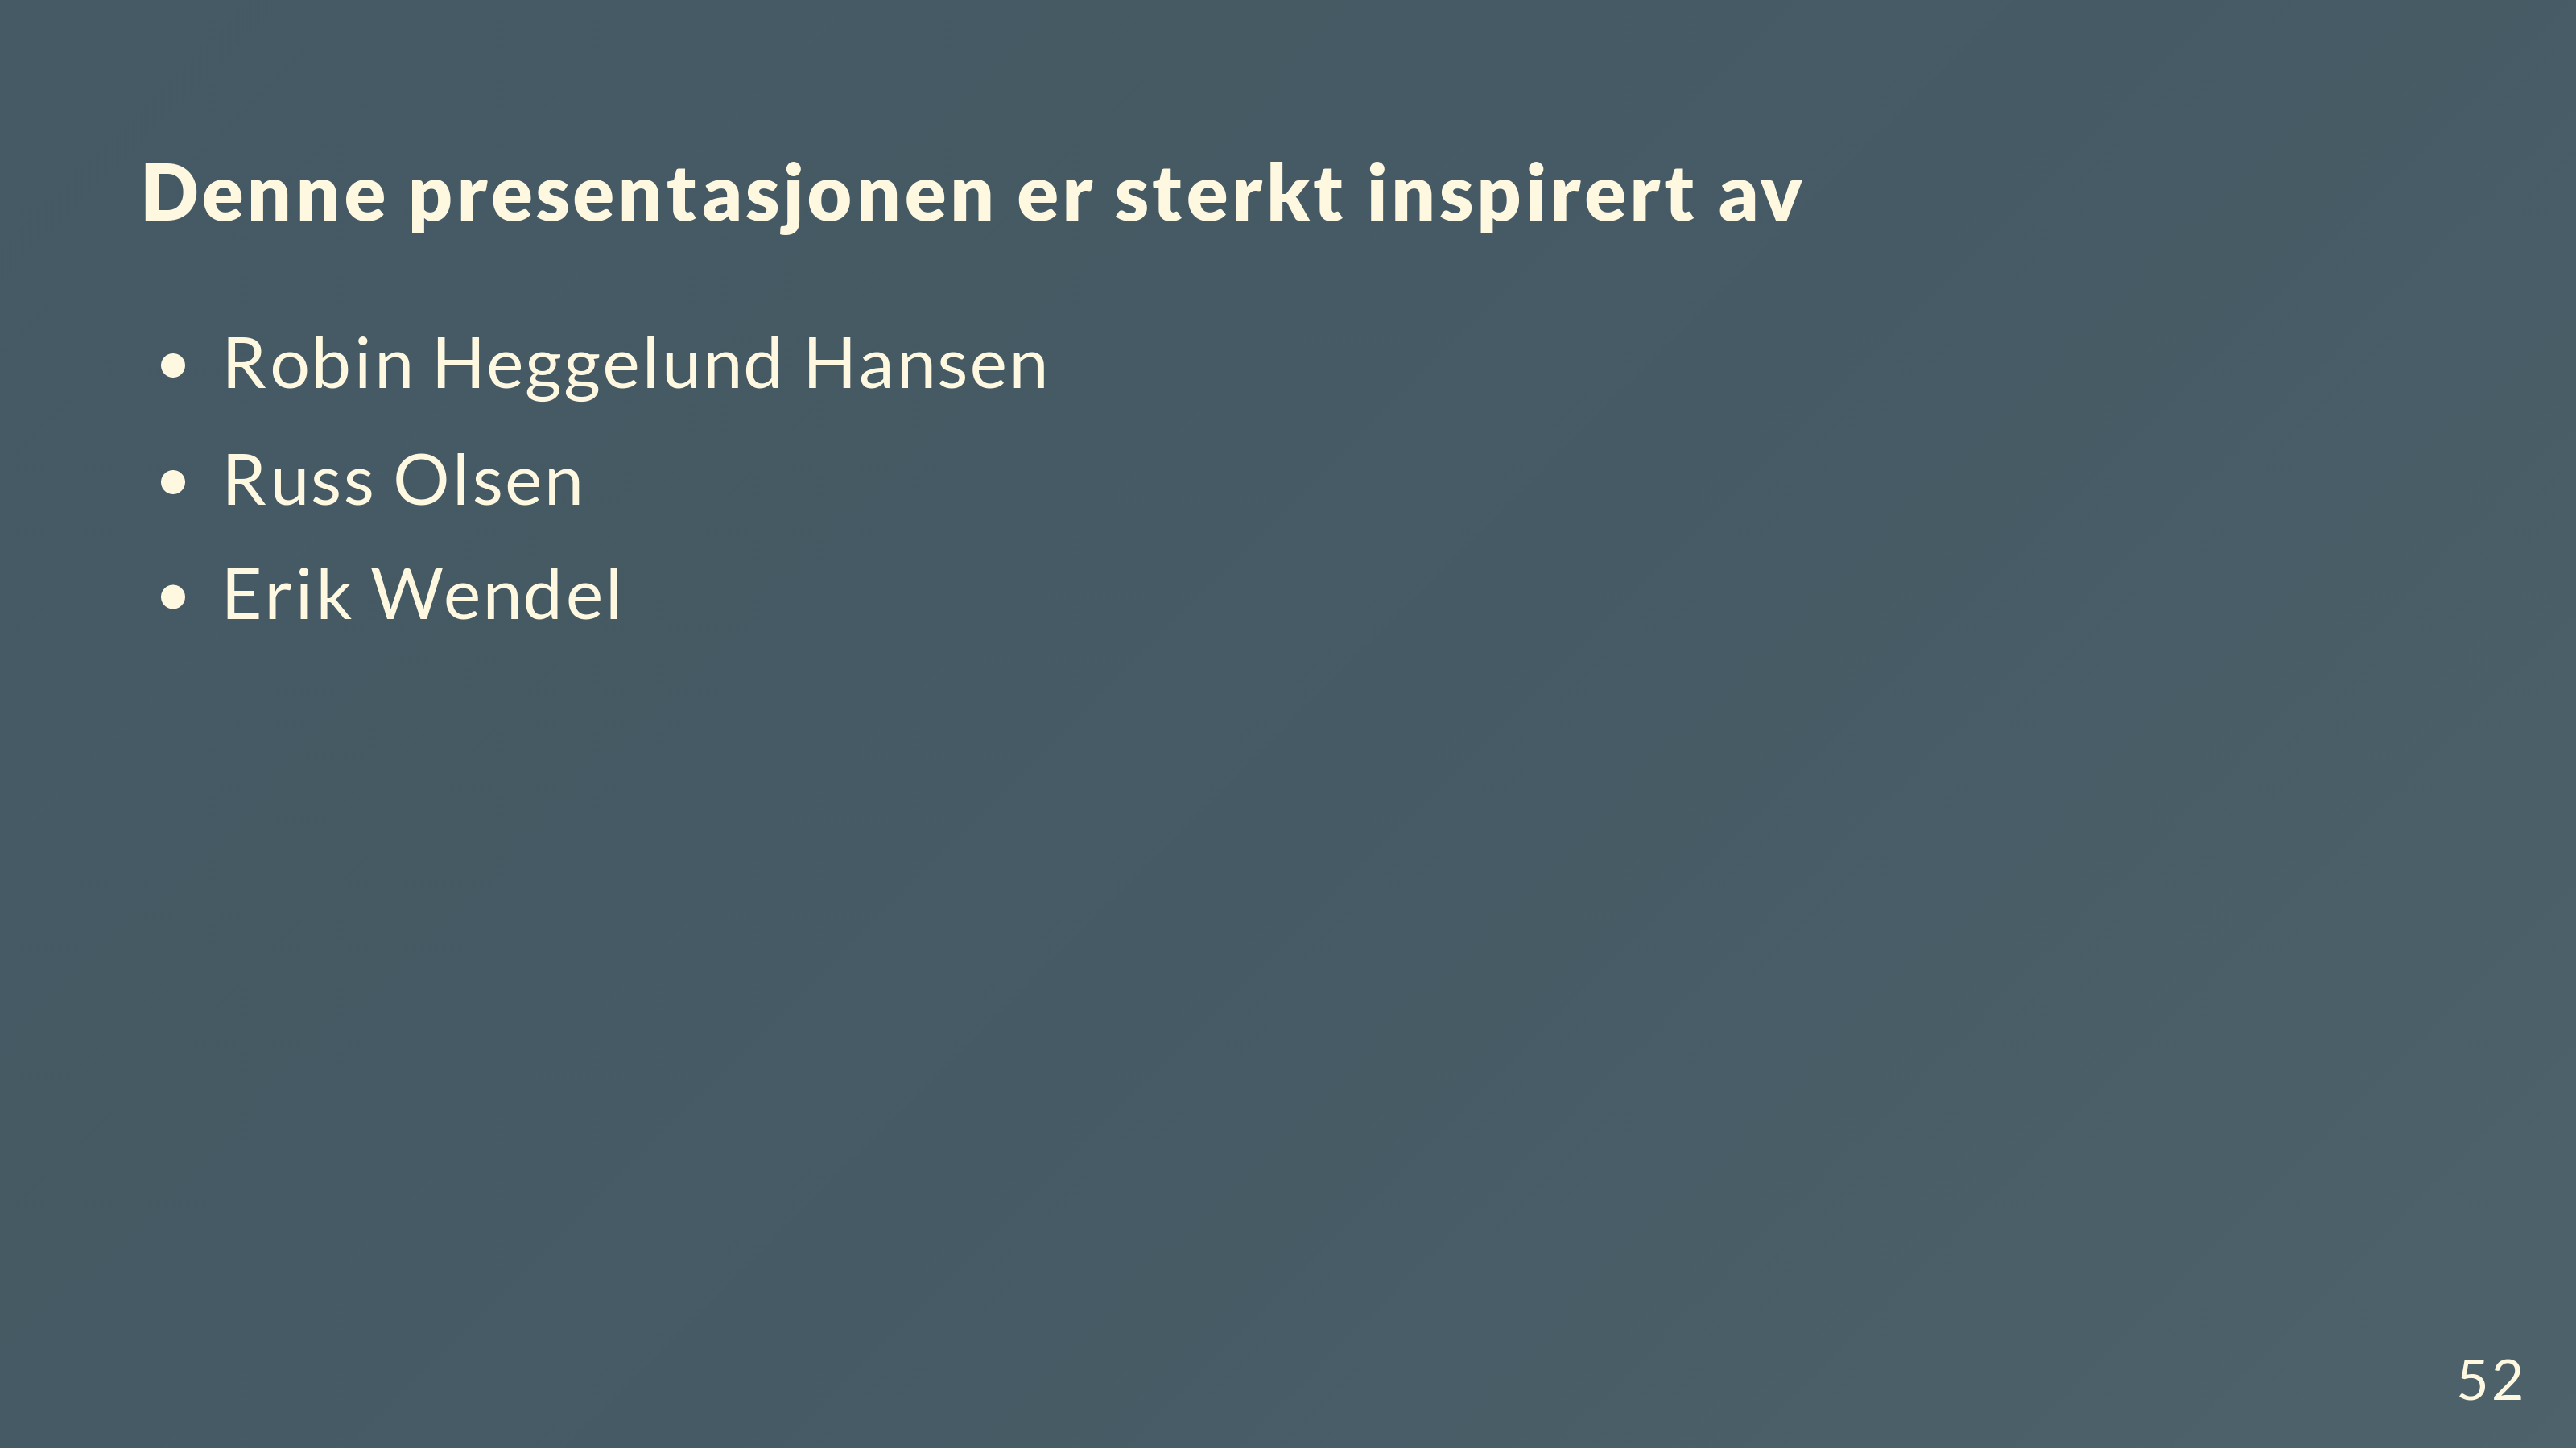 Denne presentasjonen er sterkt inspirert av
• Robin Heggelund Hansen
• Russ Olsen
• Erik Wendel
52